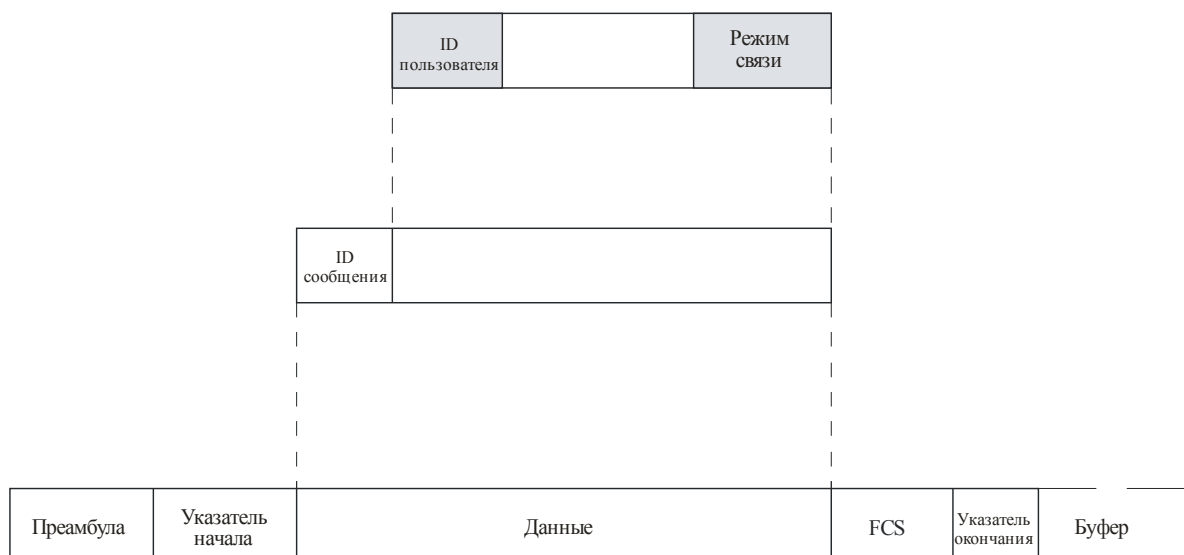 ID
пользователя
Режим
связи
ID
сообщения
Преамбула
Указатель
начала
Данные
FCS
Указатель
окончания
Буфер